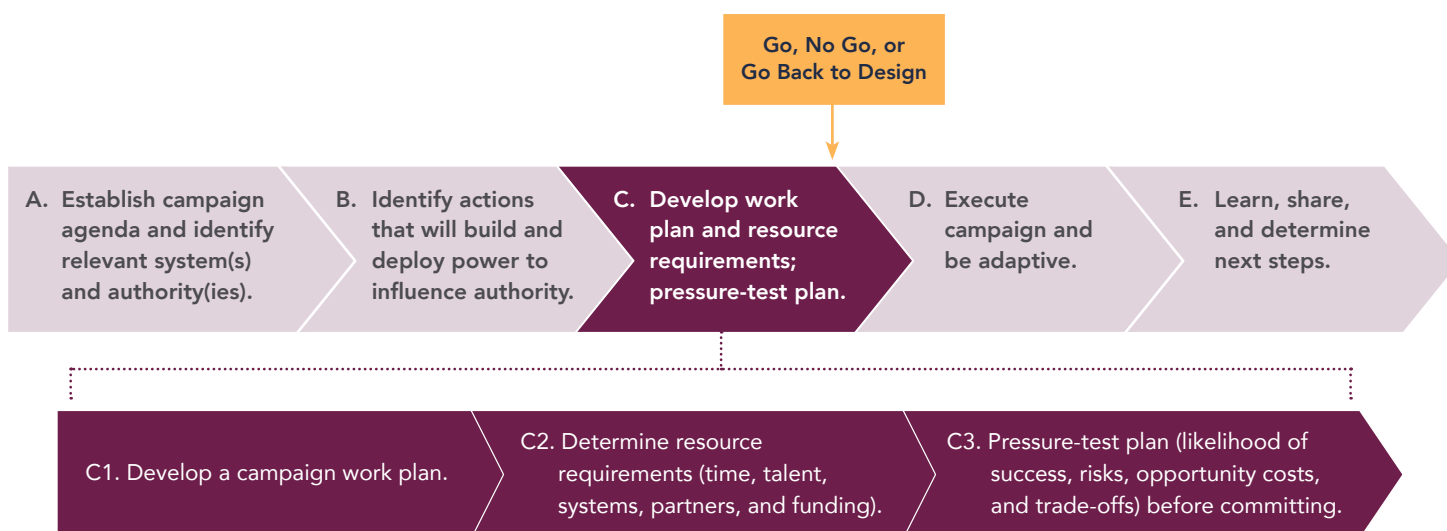 Go, No Go, or
Go Back to Design
A. Establish campaign
agenda and identify
relevant system(s)
and authority(ies).
B. Identify actions
that will build and
deploy power to
influence authority.
C. Develop work
plan and resource
requirements;
pressure-test plan.
D. Execute
campaign and
be adaptive.
E. Learn, share,
and determine
next steps.
C1. Develop a campaign work plan.
C2. Determine resource
requirements (time, talent,
systems, partners, and funding).
C3. Pressure-test plan (likelihood of
success, risks, opportunity costs,
and trade-offs) before committing.